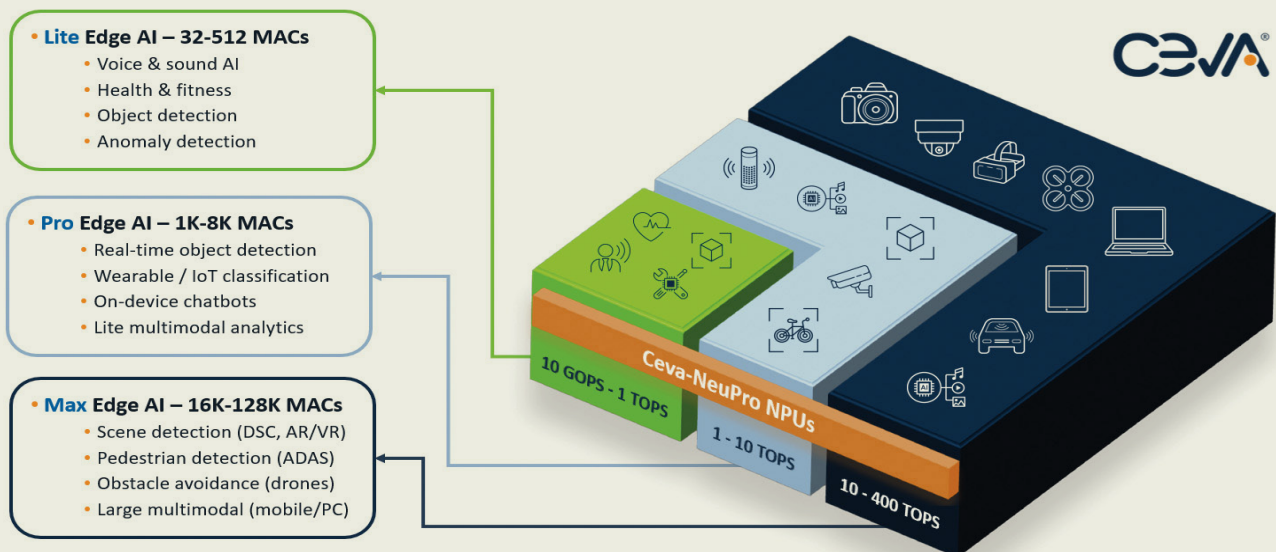 • Lite Edge AI – 32-512 MACs
• Voice & sound AI
• Health & fitness
• Object detection
• Anomaly detection
• Pro Edge AI – 1K-8K MACs
• Real-time object detection
• Wearable / IoT classification
• On-device chatbots
• Lite multimodal analytics
• Max Edge AI – 16K-128K MACs
• Scene detection (DSC, AR/VR)
• Pedestrian detection (ADAS)
• Obstacle avoidance (drones)
• Large multimodal (mobile/PC)
CEVA®
AI
Ceva-NeuPro NPUs
10 GOPS - 1 TOPS
1 - 10 TOPS
10 - 400 TOPS
AI